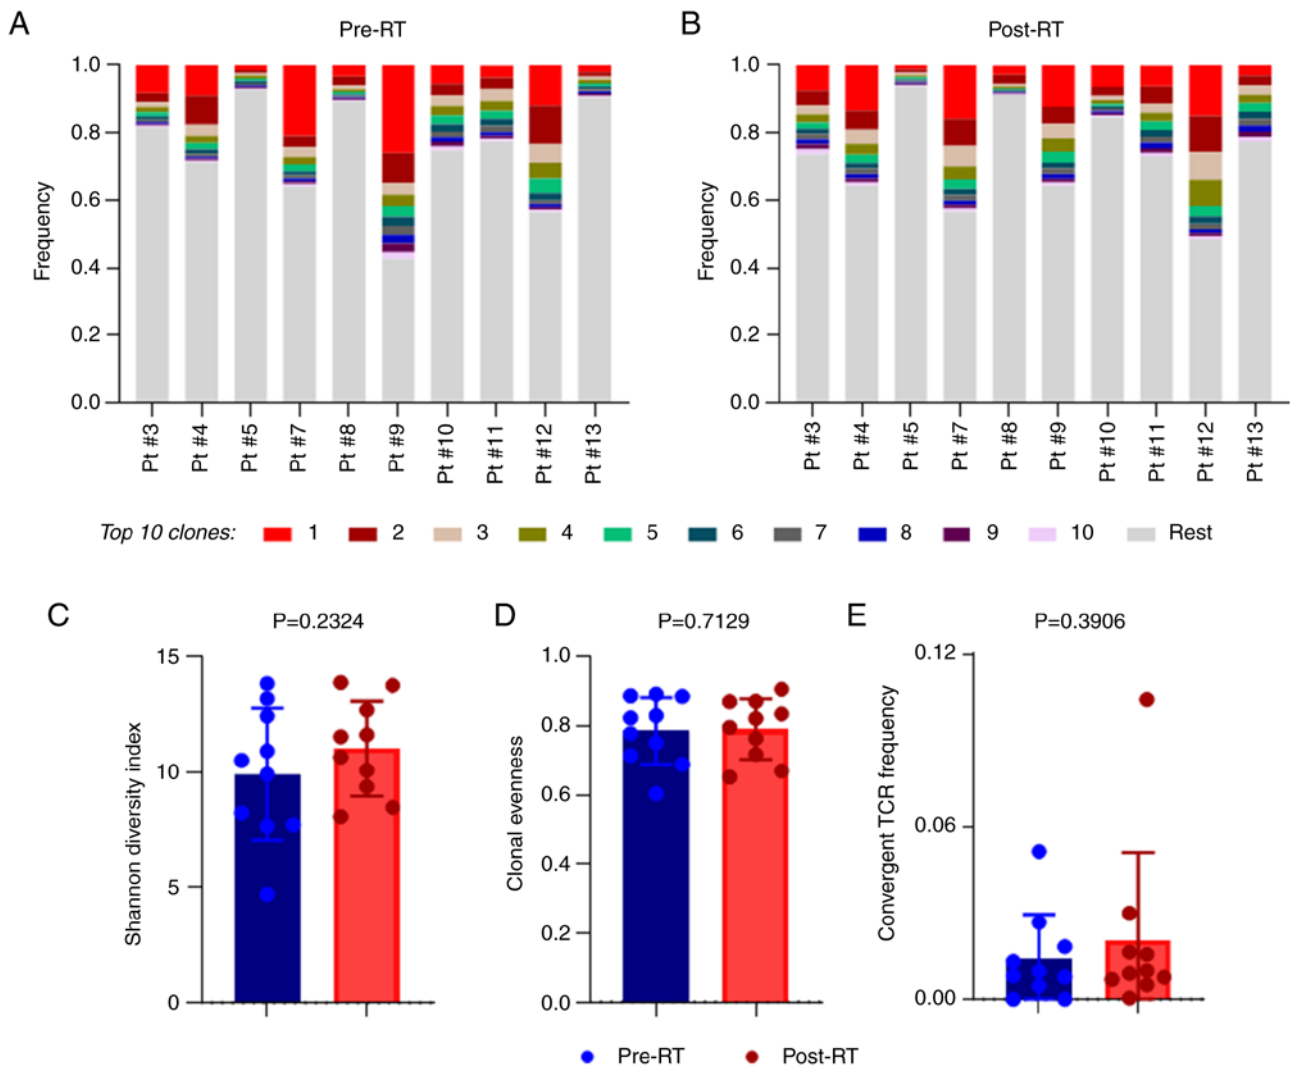 A
Pre-RT
Frequency
1.0
0.8
0.6
0.4
0.2
0.0
Pt #3
Pt #4
Pt #5
Pt #7
Pt #8
Pt #9
Pt #10
Pt #11
Pt #12
Pt #13
B
Post-RT
Frequency
1.0
0.8
0.6
0.4
0.2
0.0
Pt #3
Pt #4
Pt #5
Pt #7
Pt #8
Pt #9
Pt #10
Pt #11
Pt #12
Pt #13
Top 10 clones: 1 2 3 4 5 6 7 8 9 10 Rest
C
P=0.2324
Shannon diversity index
15
10
5
0
D
P=0.7129
Clonal evenness
1.0
0.8
0.6
0.4
0.2
0.0
E
P=0.3906
Convergent TCR frequency
0.12
0.06
0.00
Pre-RT Post-RT